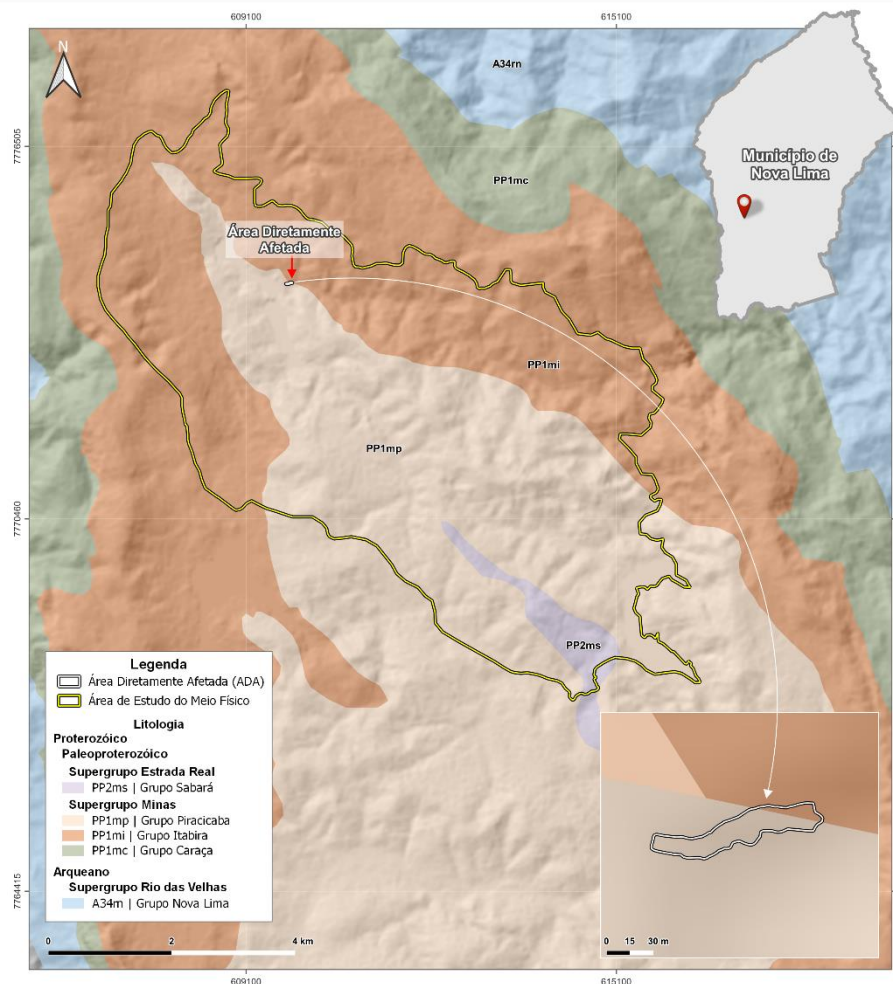 609100
615100
N
A34rn
7776505
PP1mc
Município de
Nova Lima
Área Diretamente
Afetada
PP1mi
PP1mp
7770460
PP2ms
Legenda
Área Diretamente Afetada (ADA)
Área de Estudo do Meio Físico
Litologia
Proterozóico
Paleoproterozóico
Supergrupo Estrada Real
PP2ms | Grupo Sabará
Supergrupo Minas
PP1mp | Grupo Piracicaba
PP1mi | Grupo Itabira
PP1mc | Grupo Caraça
Arqueano
Supergrupo Rio das Velhas
A34rn | Grupo Nova Lima
7764415
0 2 4 km
0 15 30 m
609100
615100